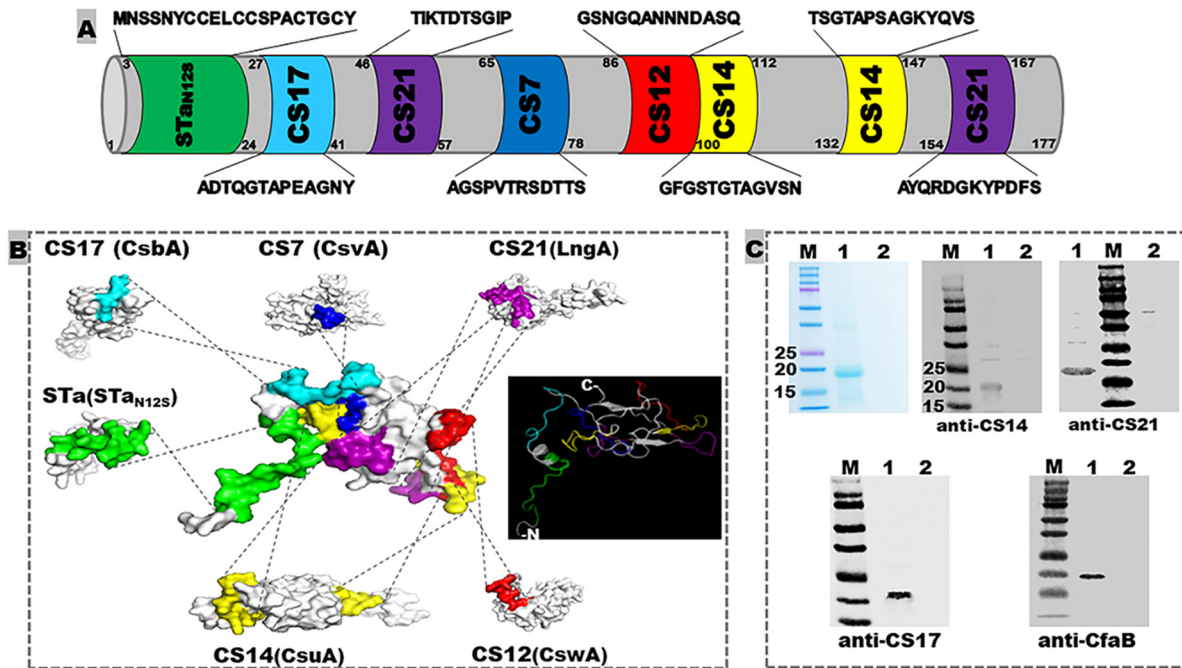 MNSSNYCCELCCSPACTGCY TIKTDTSGIP GSNGQANNNDASQ TSGTAPSAGKYQVS
A
3 27 46 65 86 112 147 167
STaN12S CS17 CS21 CS7 CS12 CS14 CS14 CS21
1 24 41 57 78 100 132 154 177
ADTQGTAPEAGNY AGSPVTRSDTTS GFGSTGTAGVSN AYQRDGKYPDFS
B
CS17 (CsbA) CS7 (CsvA) CS21(LngA)
STa(STaN12S)
C-
-N
CS14(CsuA) CS12(CswA)
C
M 1 2 M 1 2 1 M 2
25
20
15
25
20
15
25
20
15
anti-CS14 anti-CS21
M 1 2 M 1 2
anti-CS17 anti-CfaB